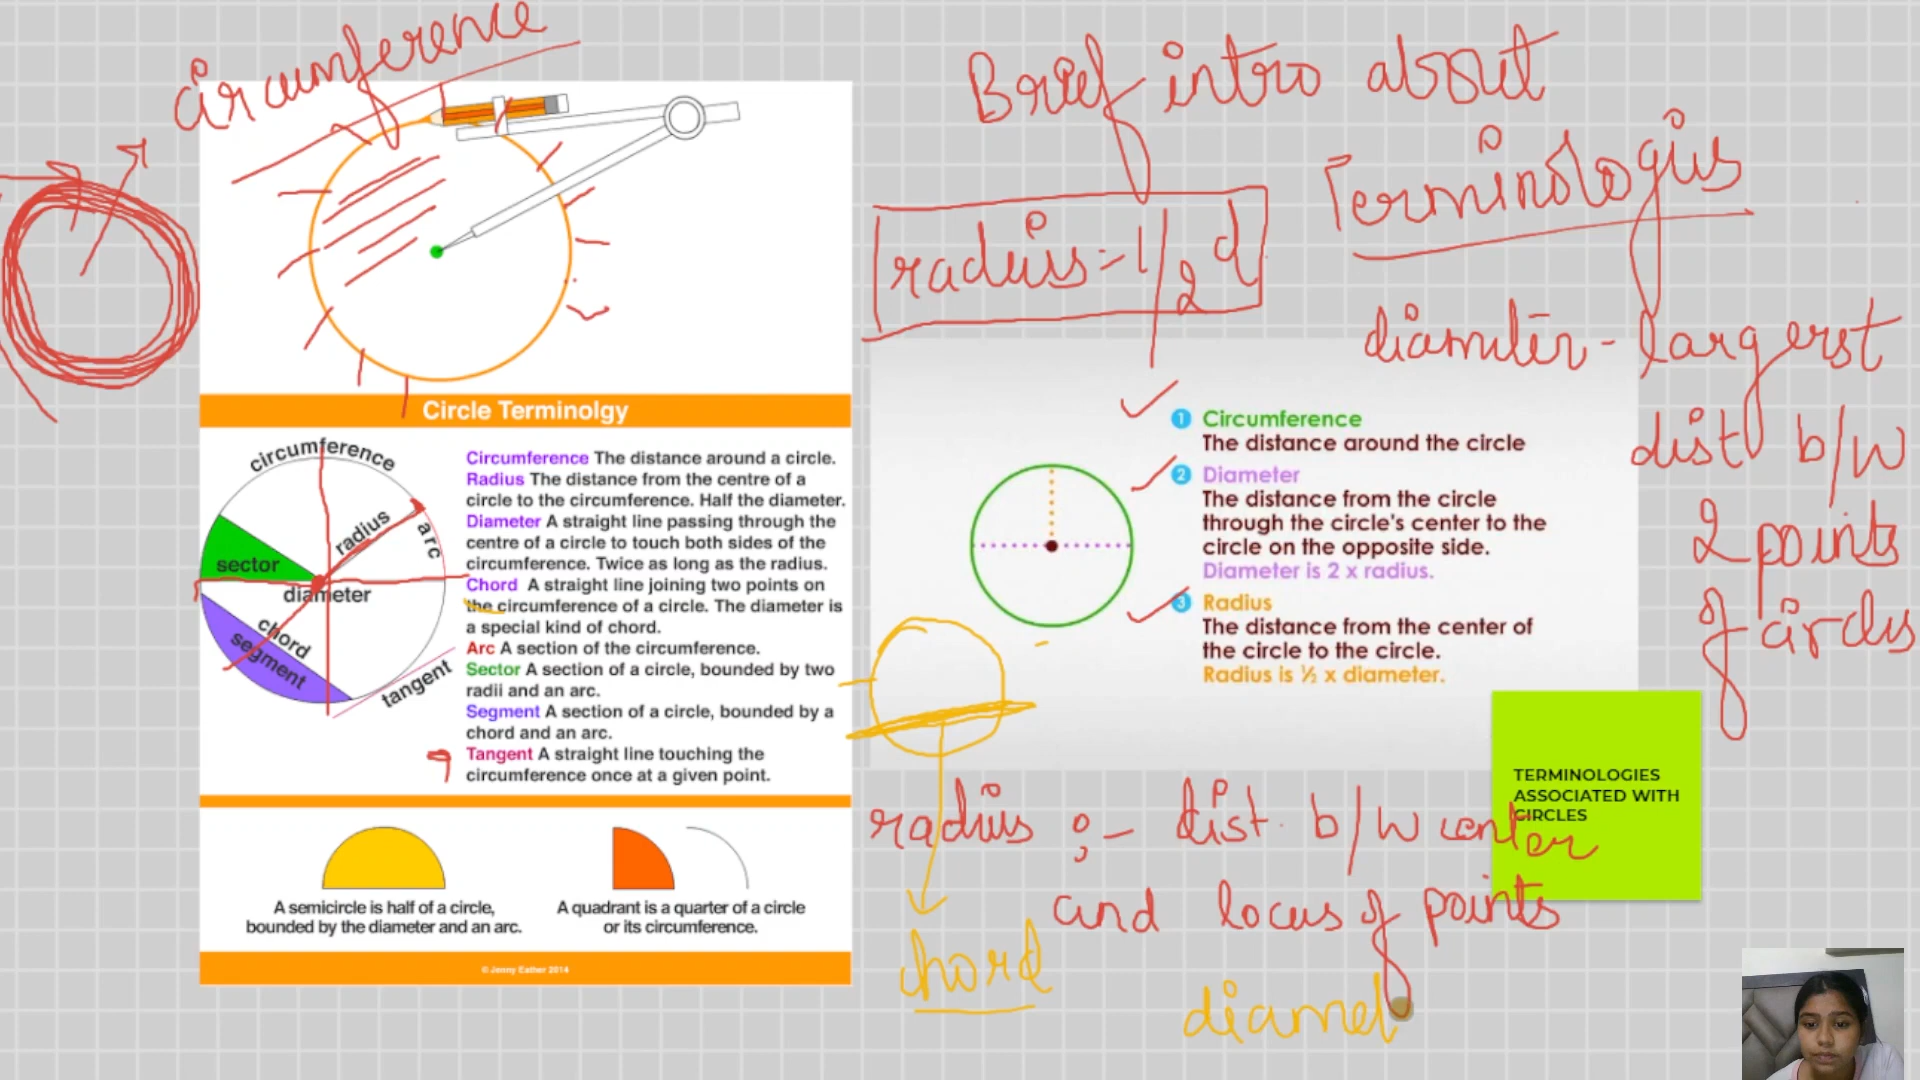 circumference
Brief intro about
Terminologies
radius = 1/2 d
diameter - largerst
dist b/w
2 points
of circles
Circle Terminolgy
circumference
radius
arc
sector
diameter
chord
segment
tangent
Circumference The distance around a circle.
Radius The distance from the centre of a
circle to the circumference. Half the diameter.
Diameter A straight line passing through the
centre of a circle to touch both sides of the
circumference. Twice as long as the radius.
Chord A straight line joining two points on
the circumference of a circle. The diameter is
a special kind of chord.
Arc A section of the circumference.
Sector A section of a circle, bounded by two
radii and an arc.
Segment A section of a circle, bounded by a
chord and an arc.
Tangent A straight line touching the
circumference once at a given point.
A semicircle is half of a circle,
bounded by the diameter and an arc.
A quadrant is a quarter of a circle
or its circumference.
© Jenny Eather 2014
1 Circumference
The distance around the circle
2 Diameter
The distance from the circle
through the circle's center to the
circle on the opposite side.
Diameter is 2 x radius.
3 Radius
The distance from the center of
the circle to the circle.
Radius is ½ x diameter.
TERMINOLOGIES
ASSOCIATED WITH
CIRCLES
radius :- dist. b/w center
and locus of points
chord
diamet